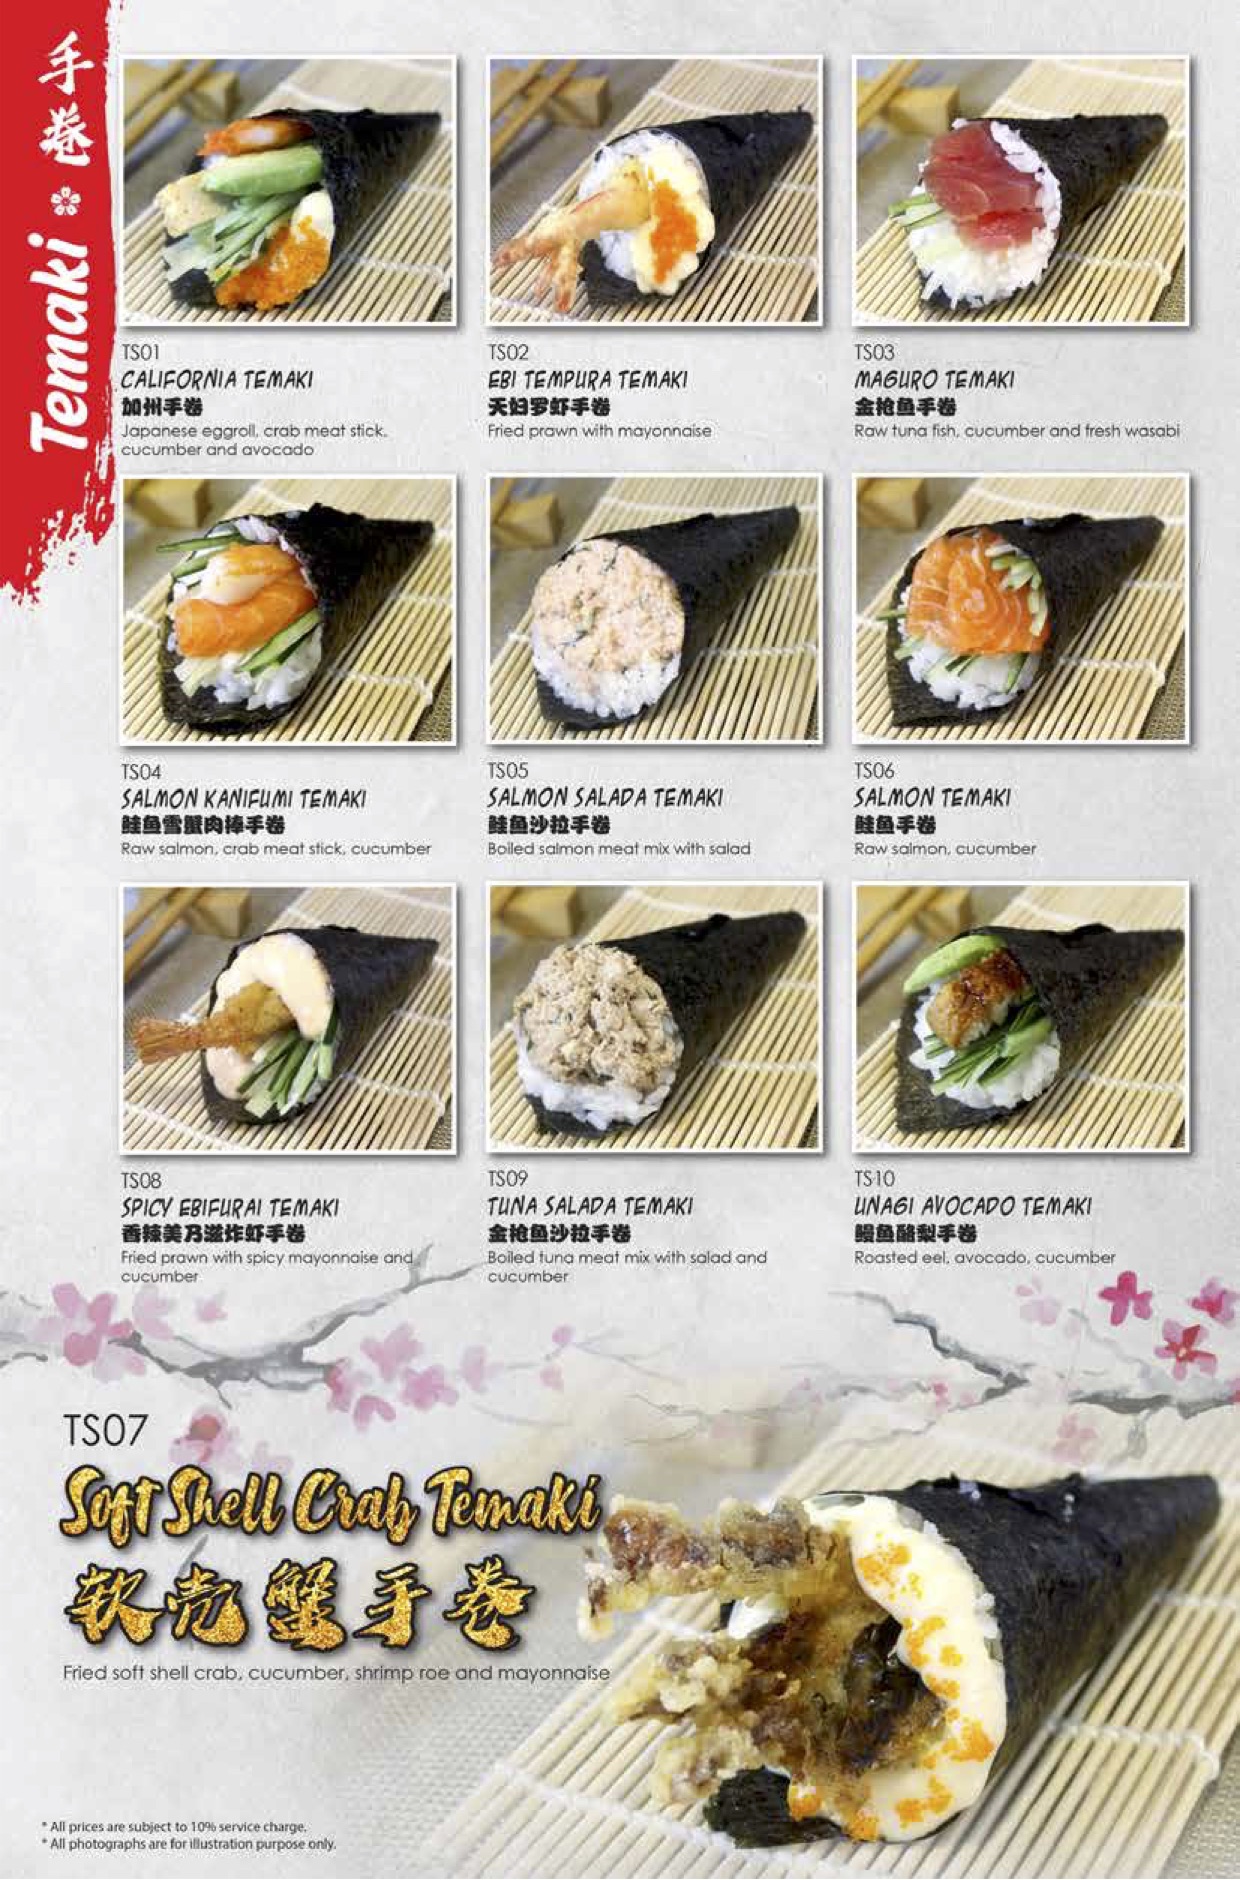 手卷
Temaki
TS01
CALIFORNIA TEMAKI
加州手卷
Japanese eggroll, crab meat stick,
cucumber and avocado
TS02
EBI TEMPURA TEMAKI
天妇罗虾手卷
Fried prawn with mayonnaise
TS03
MAGURO TEMAKI
金抢鱼手卷
Raw tuna fish, cucumber and fresh wasabi
TS04
SALMON KANIFUMI TEMAKI
鲑鱼雪蟹肉棒手卷
Raw salmon, crab meat stick, cucumber
TS05
SALMON SALADA TEMAKI
鲑鱼沙拉手卷
Boiled salmon meat mix with salad
TS06
SALMON TEMAKI
鲑鱼手卷
Raw salmon, cucumber
TS08
SPICY EBIFURAI TEMAKI
香辣美乃滋炸虾手卷
Fried prawn with spicy mayonnaise and
cucumber
TS09
TUNA SALADA TEMAKI
金抢鱼沙拉手卷
Boiled tuna meat mix with salad and
cucumber
TS10
UNAGI AVOCADO TEMAKI
鳗鱼酪梨手卷
Roasted eel, avocado, cucumber
TS07
Soft Shell Crab Temaki
软壳蟹手卷
Fried soft shell crab, cucumber, shrimp roe and mayonnaise
* All prices are subject to 10% service charge.
* All photographs are for illustration purpose only.